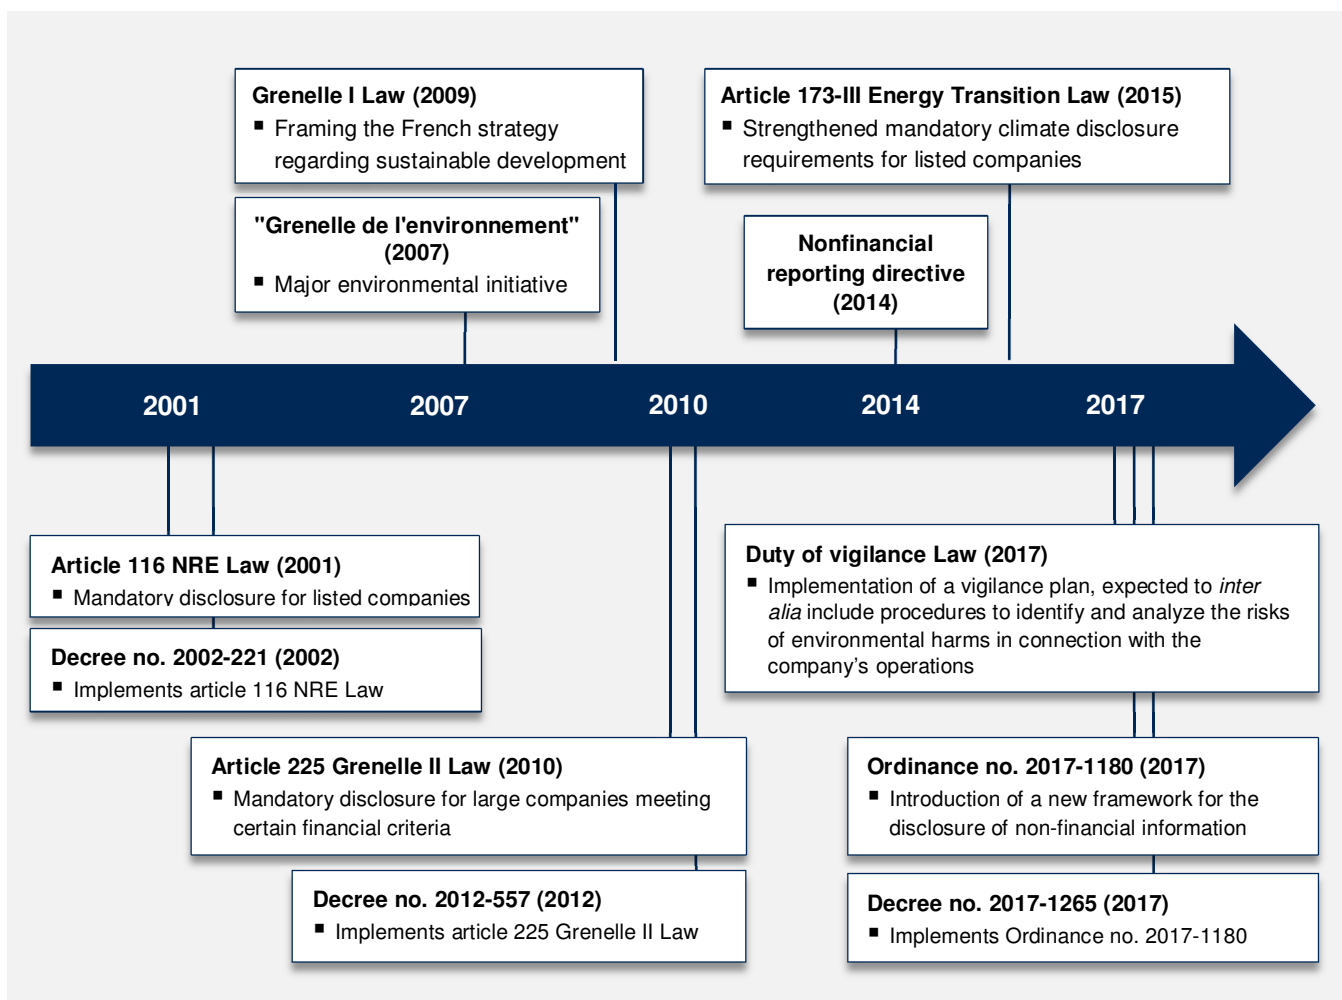 Grenelle I Law (2009)
▪ Framing the French strategy
regarding sustainable development
Article 173-III Energy Transition Law (2015)
▪ Strengthened mandatory climate disclosure
requirements for listed companies
"Grenelle de l'environnement"
(2007)
▪ Major environmental initiative
Nonfinancial
reporting directive
(2014)
2001 2007 2010 2014 2017
Article 116 NRE Law (2001)
▪ Mandatory disclosure for listed companies
Decree no. 2002-221 (2002)
▪ Implements article 116 NRE Law
Duty of vigilance Law (2017)
▪ Implementation of a vigilance plan, expected to inter
alia include procedures to identify and analyze the risks
of environmental harms in connection with the
company’s operations
Article 225 Grenelle II Law (2010)
▪ Mandatory disclosure for large companies meeting
certain financial criteria
Ordinance no. 2017-1180 (2017)
▪ Introduction of a new framework for the
disclosure of non-financial information
Decree no. 2012-557 (2012)
▪ Implements article 225 Grenelle II Law
Decree no. 2017-1265 (2017)
▪ Implements Ordinance no. 2017-1180